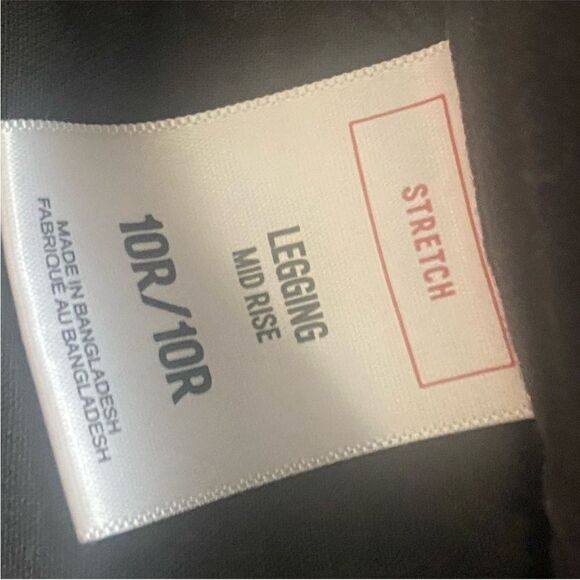 STRETCH
LEGGING
MID RISE
10R/10R
MADE IN BANGLADESH
FABRIQUÉ AU BANGLADESH